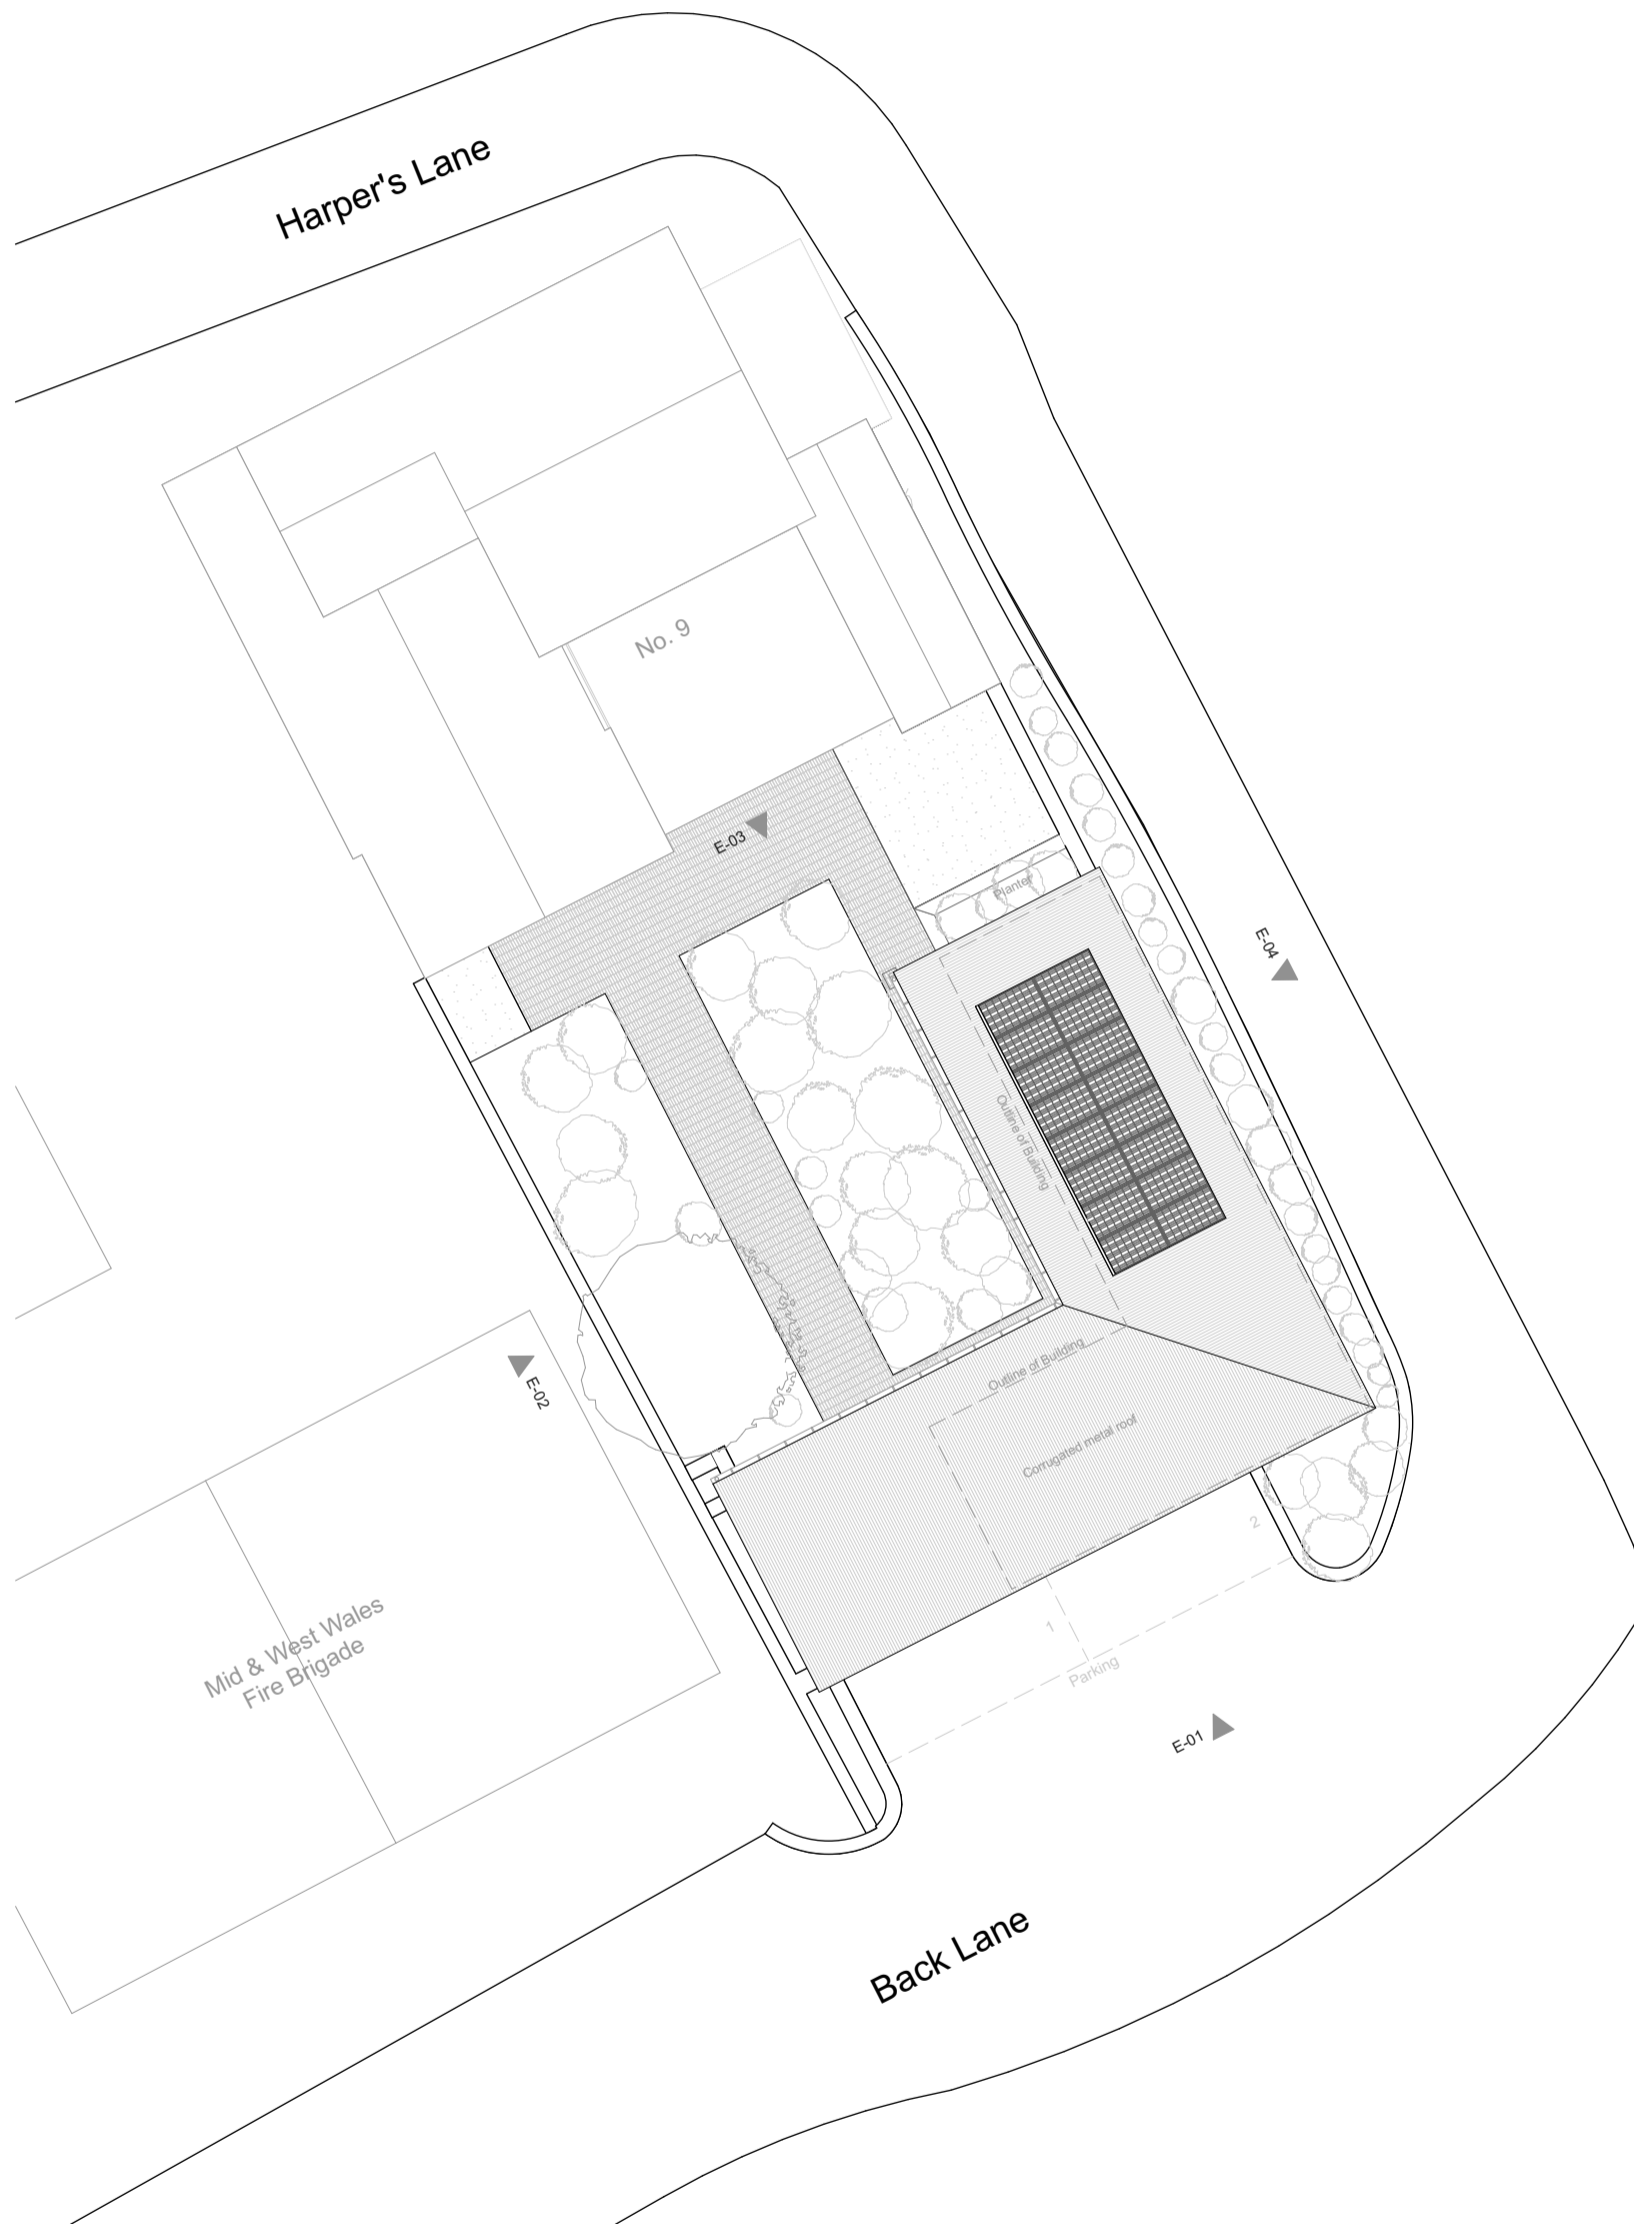 Harper's Lane
No. 9
E-03
Planter
E-04
Outline of Building
E-02
Outline of Building
Corrugated metal roof
2
1
Parking
Mid & West Wales
Fire Brigade
E-01
Back Lane